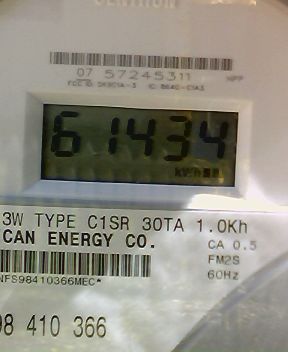 CENTRON
07 57245311
61434
kWh
3W TYPE C1SR 30TA 1.0Kh
CAN ENERGY CO.
CA 0.5
FM2S
60Hz
NFS98410366MEC*
98 410 366